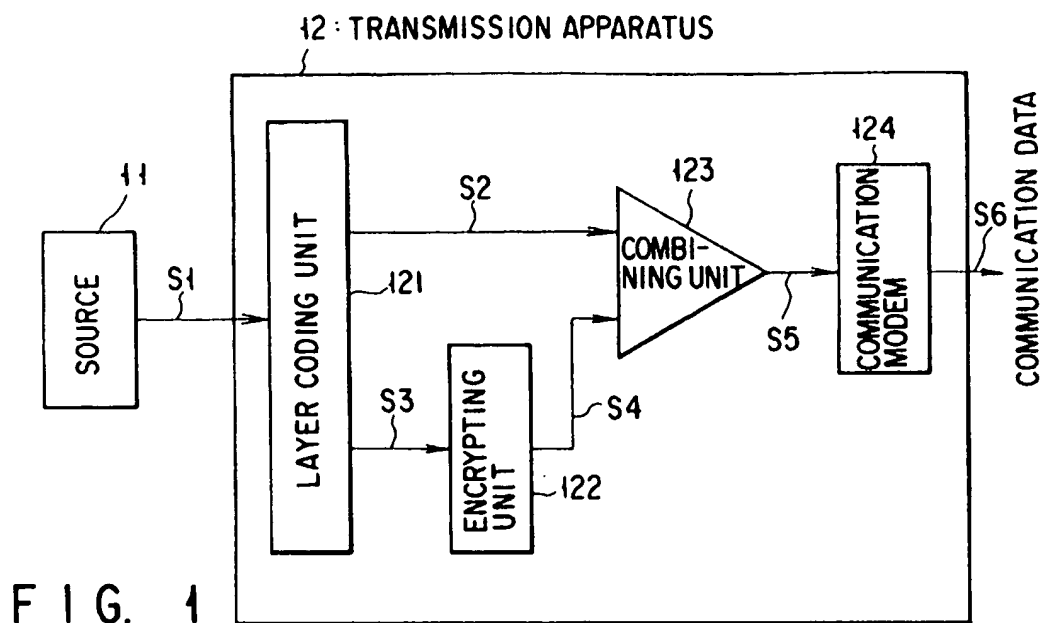 12 : TRANSMISSION APPARATUS
11
SOURCE
S1
LAYER CODING UNIT
121
S2
S3
ENCRYPTING
UNIT
122
S4
123
COMBI-
NING UNIT
S5
124
COMMUNICATION
MODEM
S6
COMMUNICATION DATA
FIG. 1